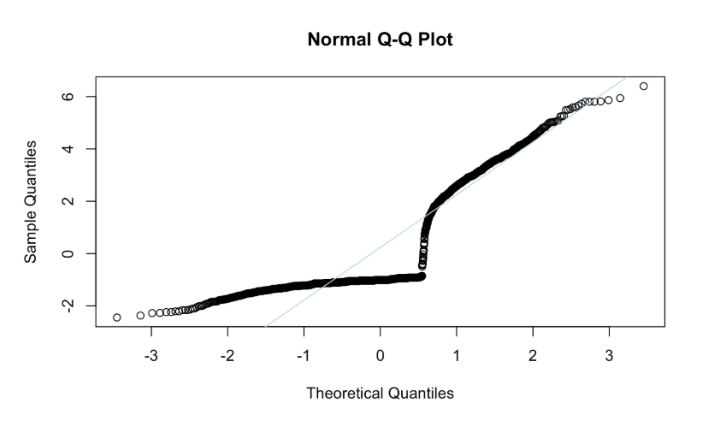 Normal Q-Q Plot
6
4
2
0
-2
Sample Quantiles
-3 -2 -1 0 1 2 3
Theoretical Quantiles